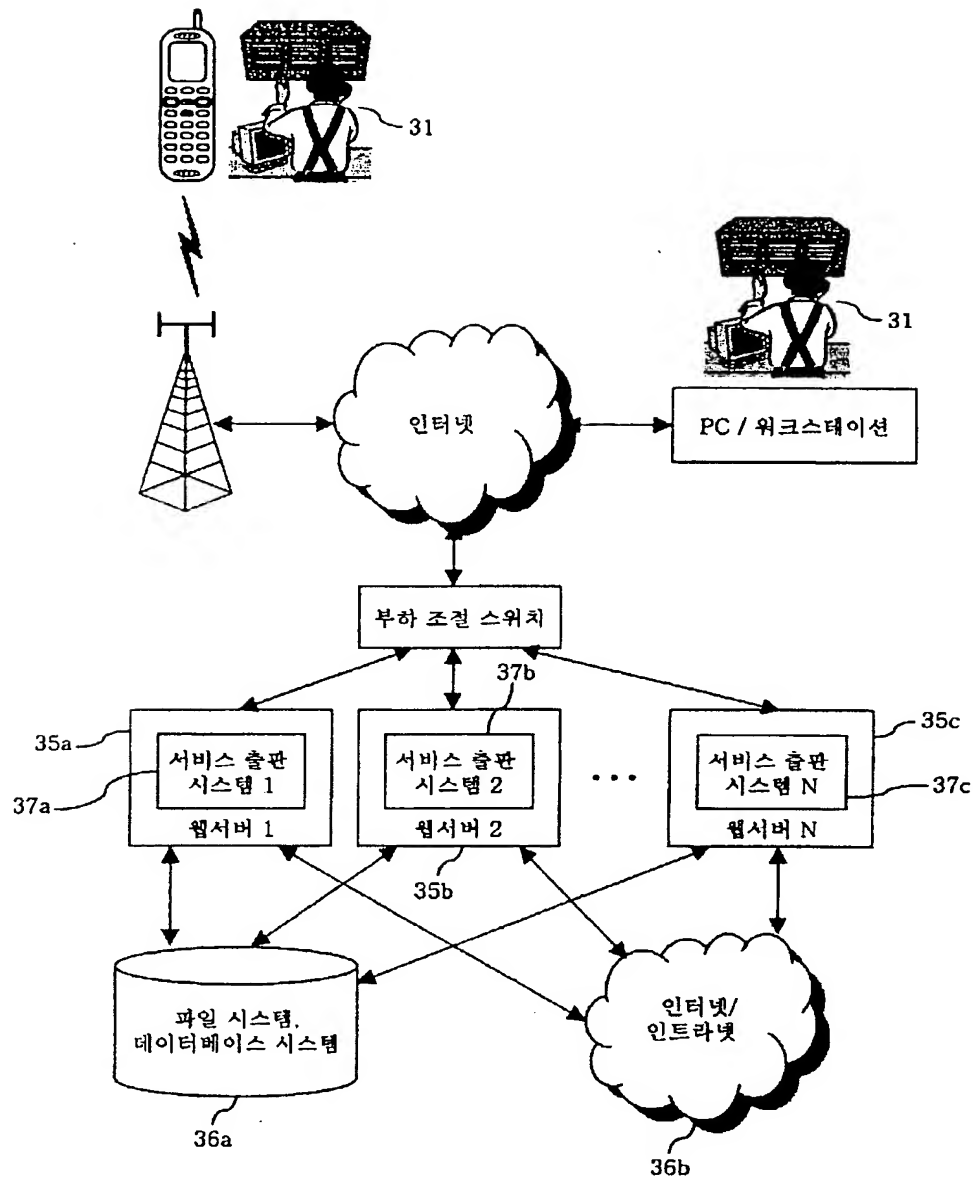 31
31
인터넷
PC / 워크스테이션
부하 조절 스위치
37b
35a
35c
서비스 출판
시스템 1
서비스 출판
시스템 2
...
서비스 출판
시스템 N
37a
37c
웹서버 1
웹서버 2
웹서버 N
35b
파일 시스템,
데이터베이스 시스템
인터넷/
인트라넷
36a
36b